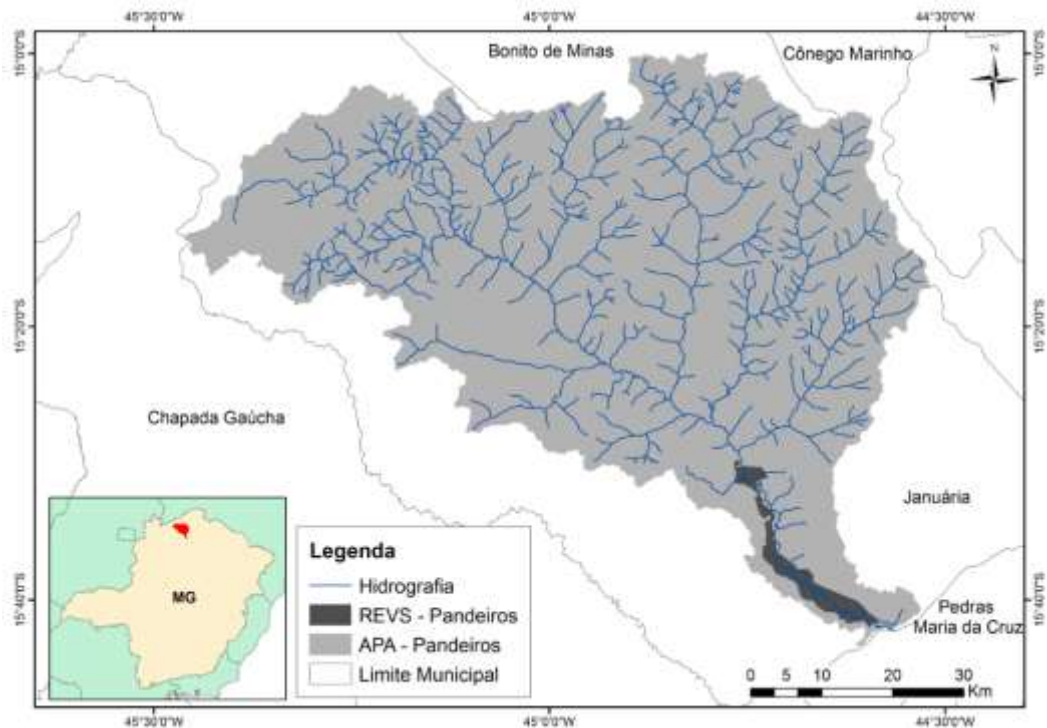 45°30'0"W 45°0'0"W 44°30'0"W
15°0'0"S
15°0'0"S
Bonito de Minas
Cônego Marinho
N
15°20'0"S
15°20'0"S
Chapada Gaúcha
Januária
MG
Legenda
Hidrografia
REVS - Pandeiros
APA - Pandeiros
Limite Municipal
15°40'0"S
15°40'0"S
Pedras
Maria da Cruz
0 5 10 20 30
Km
45°30'0"W 45°0'0"W 44°30'0"W